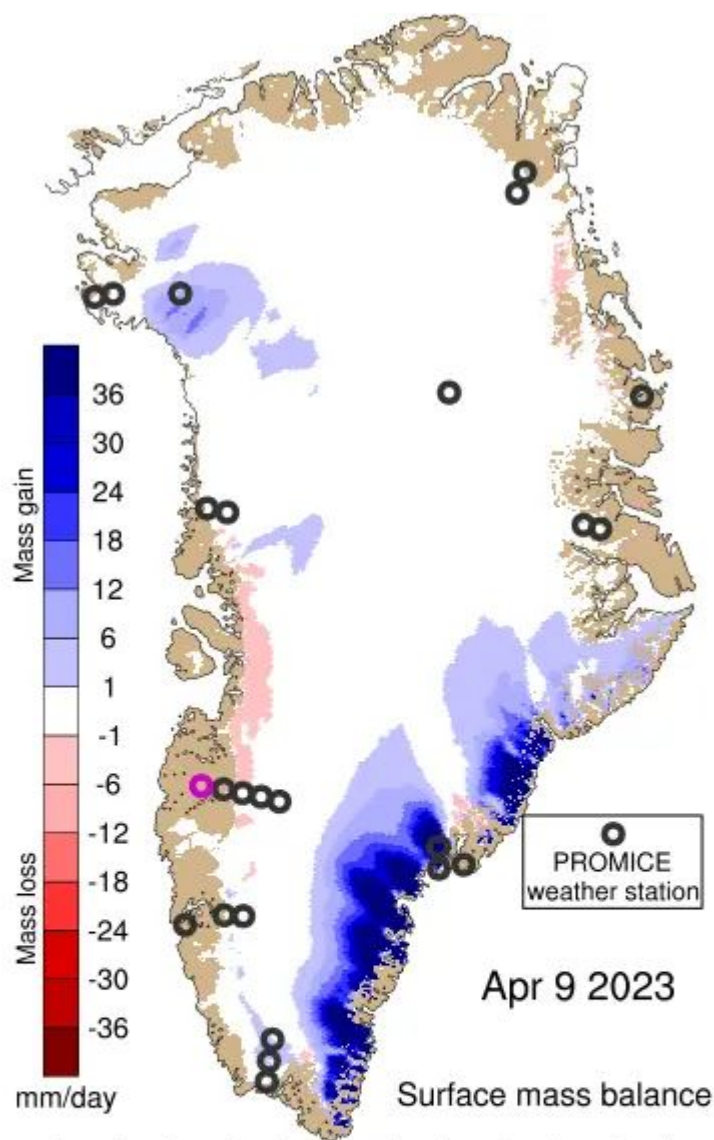 Mass gain
36
30
24
18
12
6
1
-1
-6
-12
-18
-24
-30
-36
Mass loss
mm/day
PROMICE
weather station
Apr 9 2023
Surface mass balance